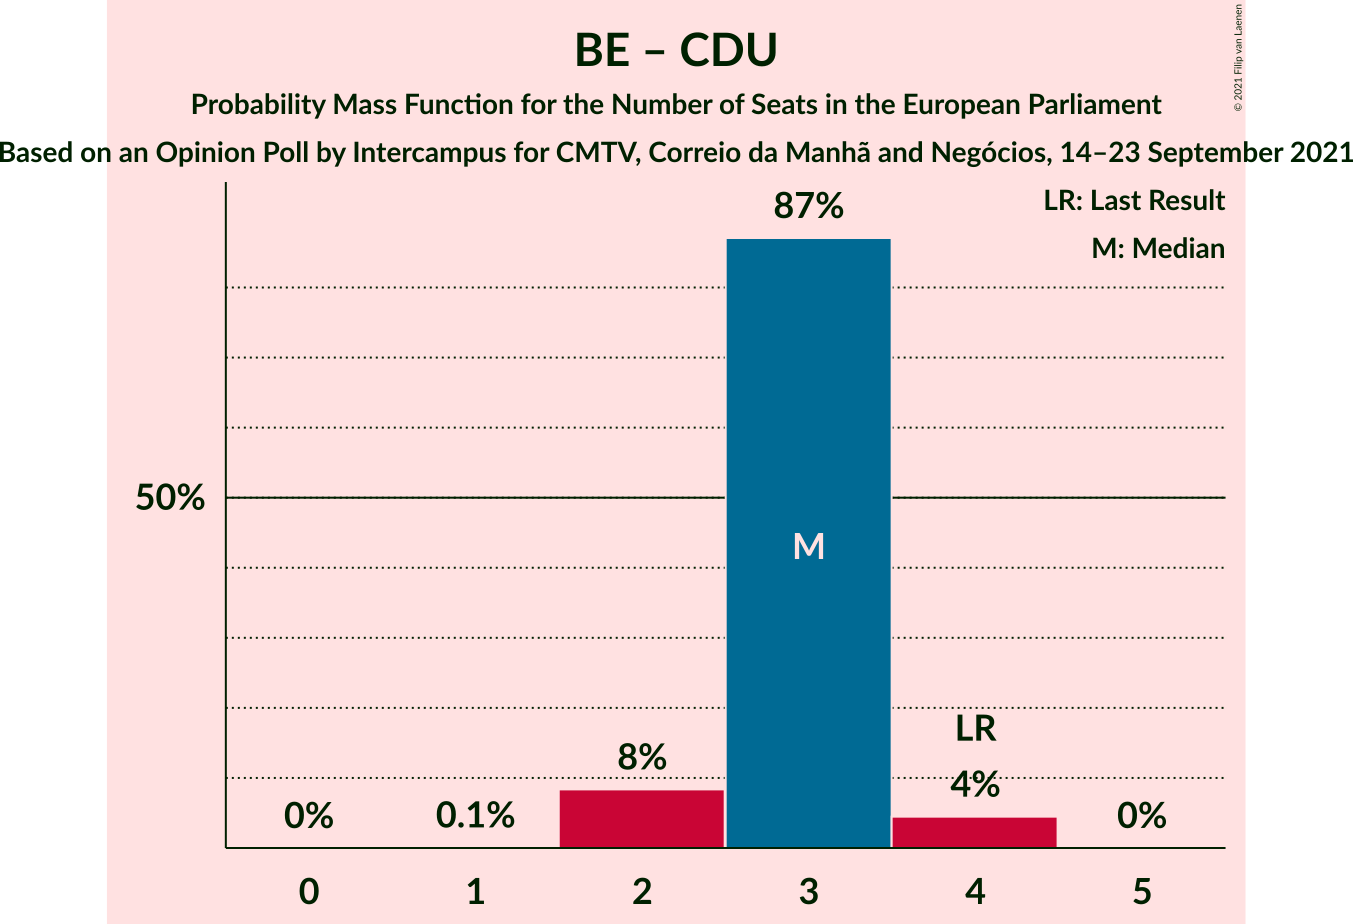 BE – CDU
Probability Mass Function for the Number of Seats in the European Parliament
Based on an Opinion Poll by Intercampus for CMTV, Correio da Manhã and Negócios, 14–23 September 2021
© 2021 Filip van Laenen
LR: Last Result
M: Median
87%
50%
M
LR
8%
4%
0%
0.1%
0%
0
1
2
3
4
5